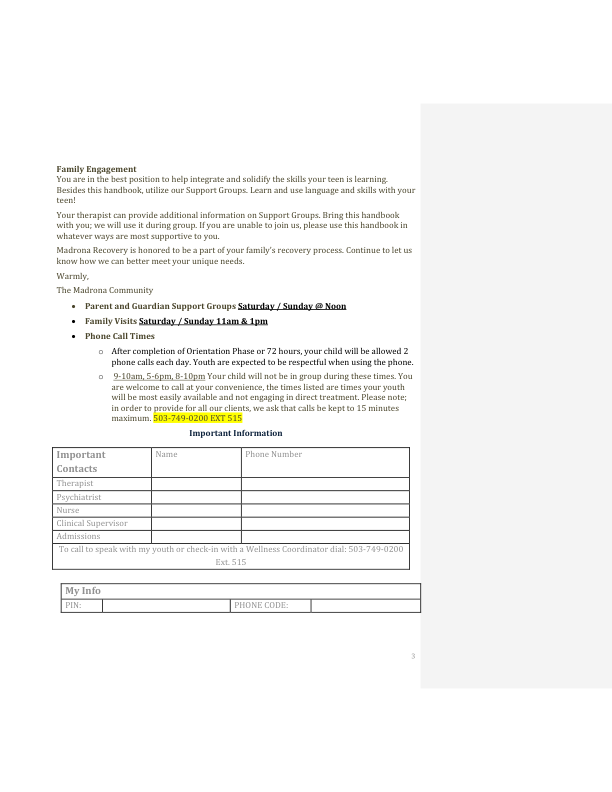 Family Engagement
You are in the best position to help integrate and solidify the skills your teen is learning.
Besides this handbook, utilize our Support Groups. Learn and use language and skills with your
teen!
Your therapist can provide additional information on Support Groups. Bring this handbook
with you; we will use it during group. If you are unable to join us, please use this handbook in
whatever ways are most supportive to you.
Madrona Recovery is honored to be a part of your family's recovery process. Continue to let us
know how we can better meet your unique needs.
Warmly,
The Madrona Community
• Parent and Guardian Support Groups Saturday / Sunday @ Noon
• Family Visits Saturday / Sunday 11am & 1pm
• Phone Call Times
o After completion of Orientation Phase or 72 hours, your child will be allowed 2
phone calls each day. Youth are expected to be respectful when using the phone.
o 9-10am, 5-6pm, 8-10pm Your child will not be in group during these times. You
are welcome to call at your convenience, the times listed are times your youth
will be most easily available and not engaging in direct treatment. Please note;
in order to provide for all our clients, we ask that calls be kept to 15 minutes
maximum. 503-749-0200 EXT 515
Important Information
Important Name Phone Number
Contacts
Therapist
Psychiatrist
Nurse
Clinical Supervisor
Admissions
To call to speak with my youth or check-in with a Wellness Coordinator dial: 503-749-0200
Ext. 515
My Info
PIN: PHONE CODE:
3